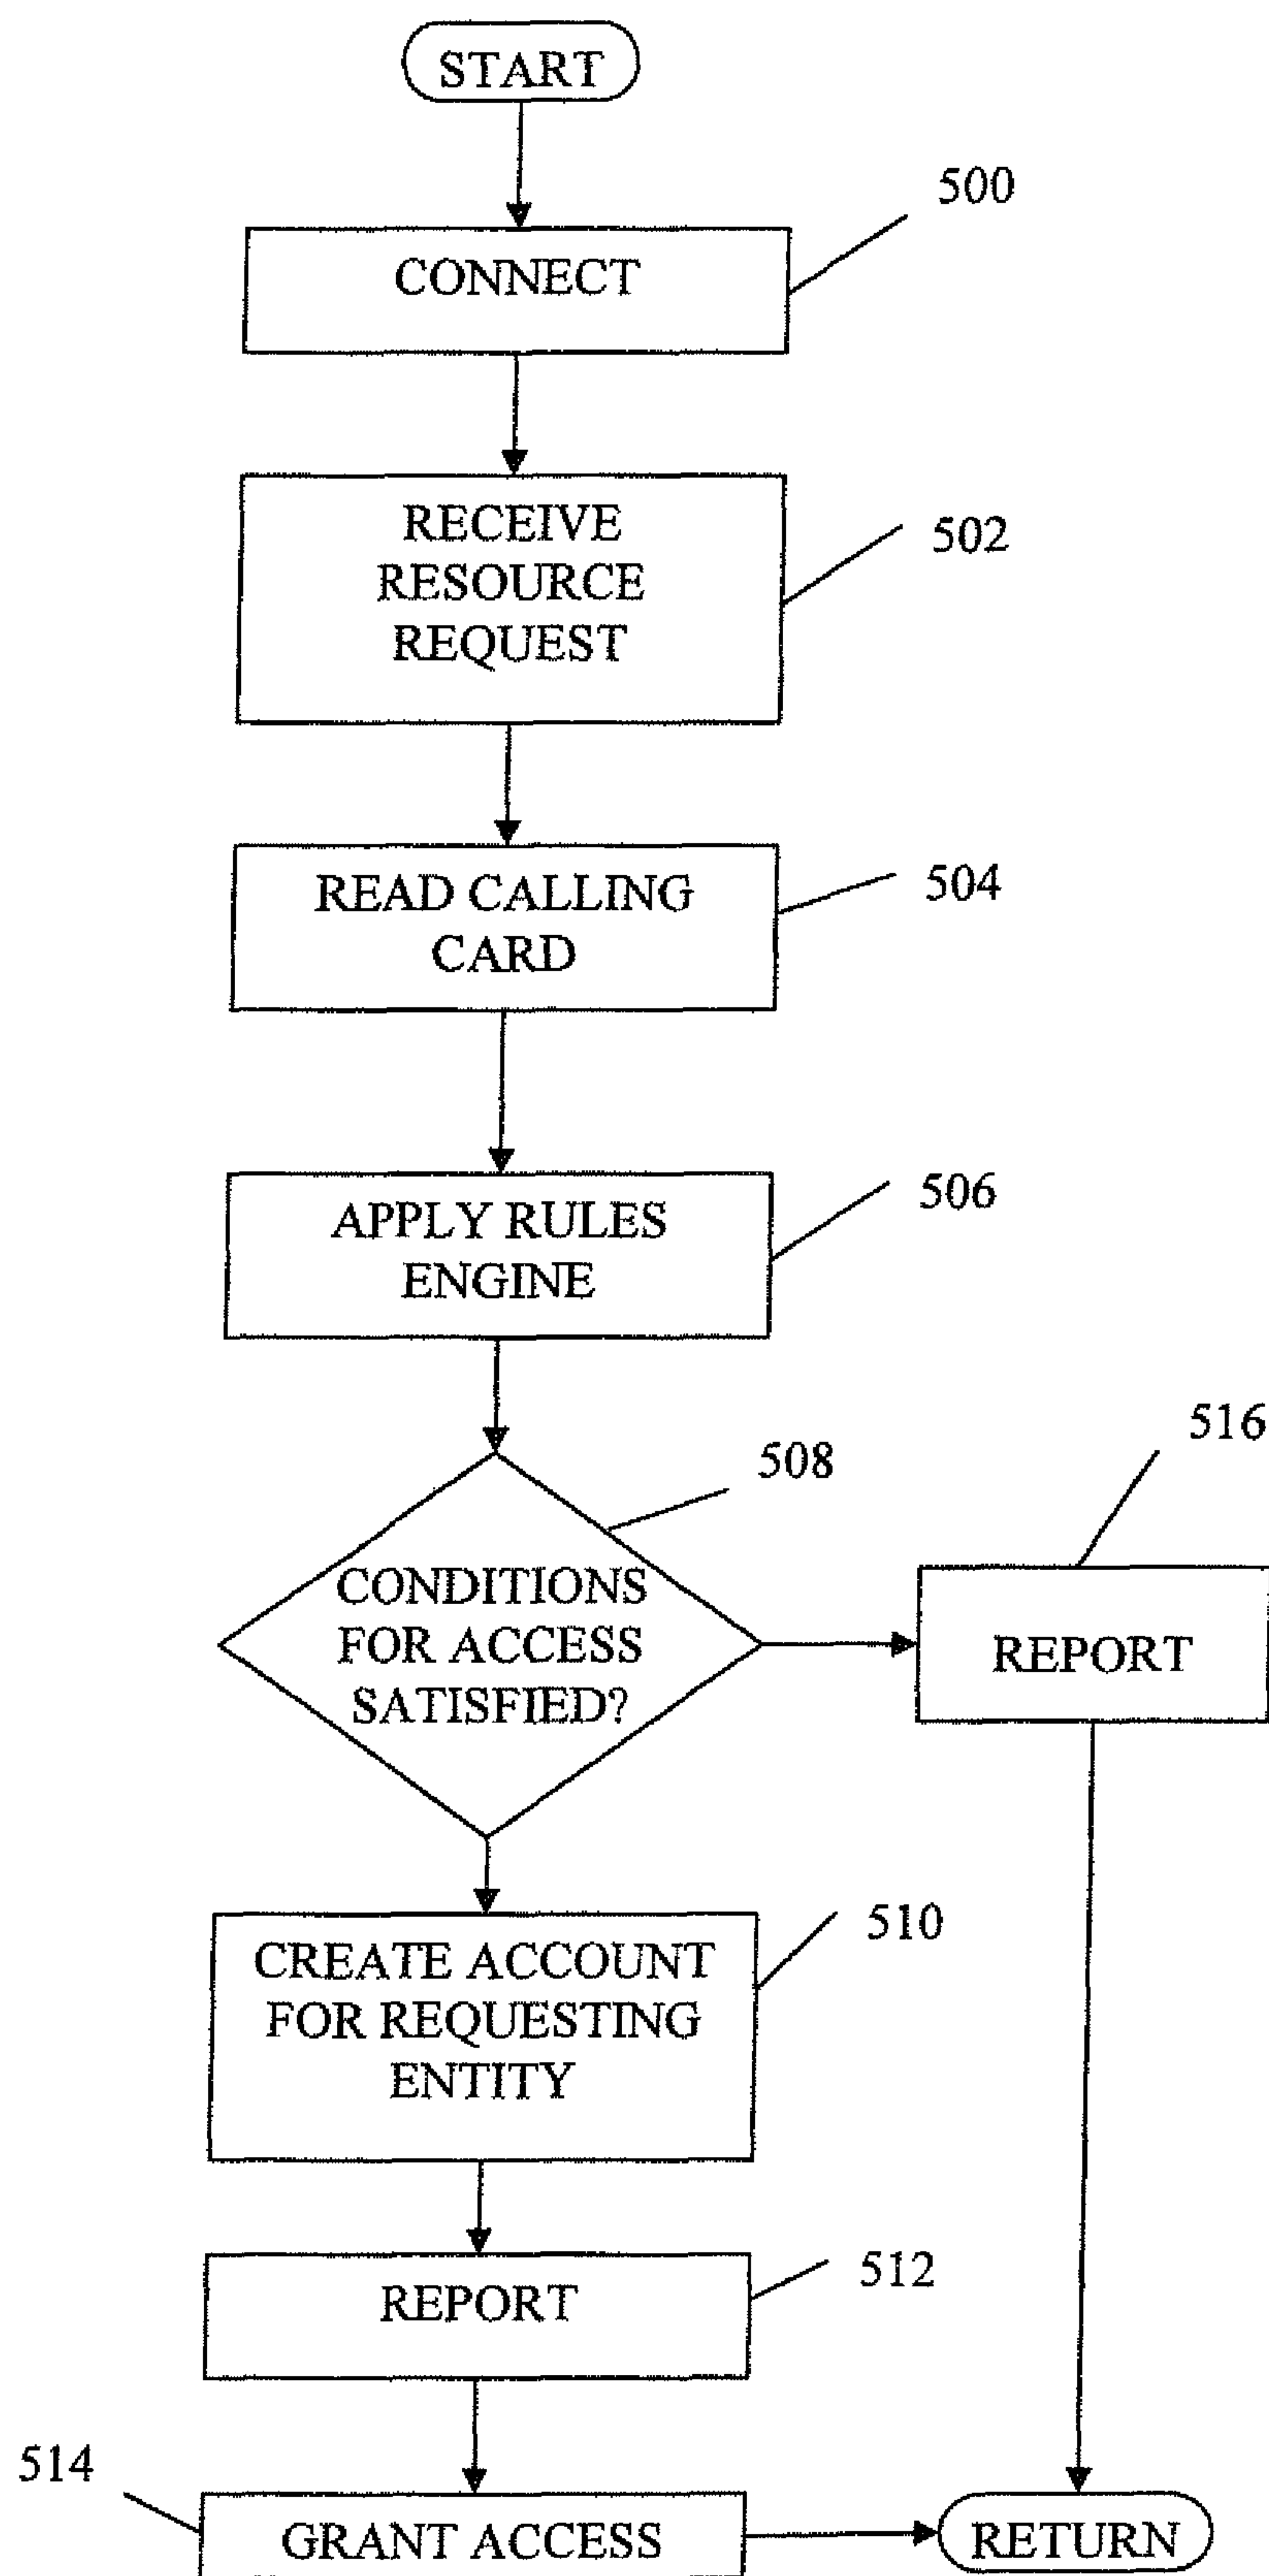 START
500
CONNECT
502
RECEIVE
RESOURCE
REQUEST
504
READ CALLING
CARD
506
APPLY RULES
ENGINE
508
516
CONDITIONS
FOR ACCESS
SATISFIED?
REPORT
510
CREATE ACCOUNT
FOR REQUESTING
ENTITY
512
REPORT
514
GRANT ACCESS
RETURN